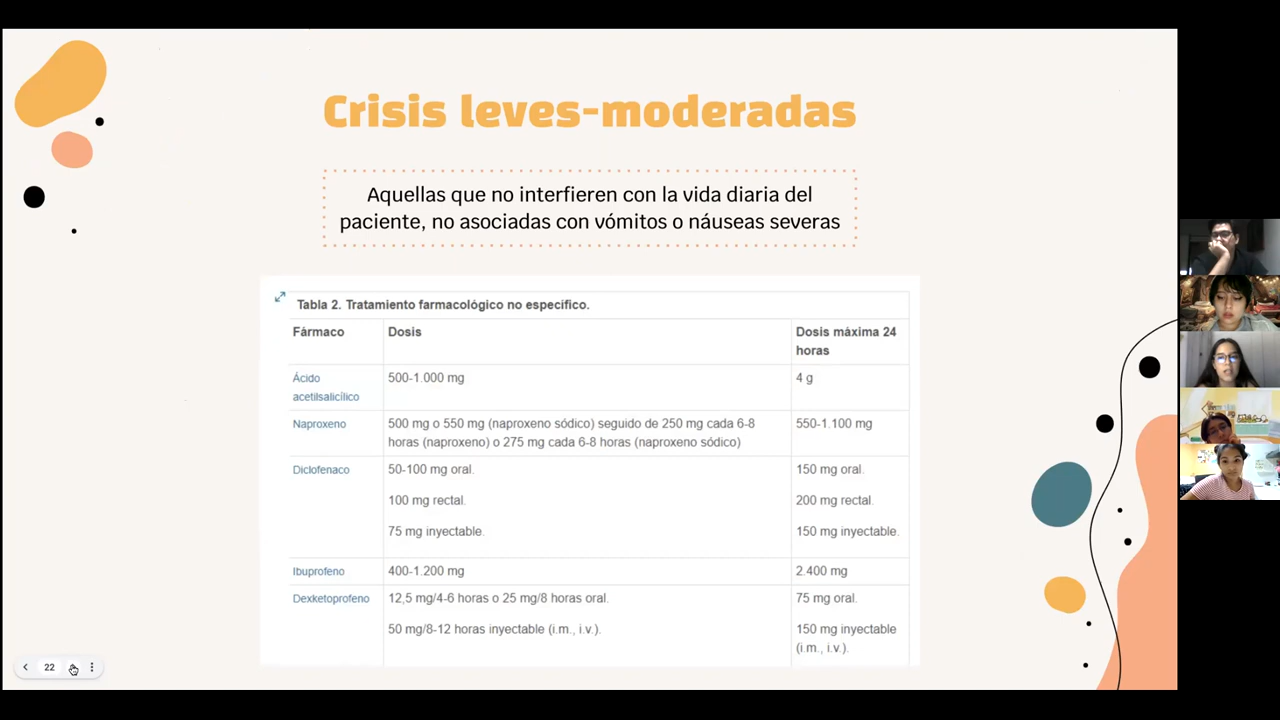 Crisis leves-moderadas
Aquellas que no interfieren con la vida diaria del
paciente, no asociadas con vómitos o náuseas severas
Tabla 2. Tratamiento farmacológico no específico.
Fármaco Dosis Dosis máxima 24
horas
Ácido
acetilsalicílico
500-1.000 mg 4 g
Naproxeno 500 mg o 550 mg (naproxeno sódico) seguido de 250 mg cada 6-8
horas (naproxeno) o 275 mg cada 6-8 horas (naproxeno sódico)
550-1.100 mg
Diclofenaco 50-100 mg oral. 150 mg oral.
100 mg rectal. 200 mg rectal.
75 mg inyectable. 150 mg inyectable.
Ibuprofeno 400-1.200 mg 2.400 mg
Dexketoprofeno 12,5 mg/4-6 horas o 25 mg/8 horas oral. 75 mg oral.
50 mg/8-12 horas inyectable (i.m., i.v.). 150 mg inyectable
(i.m., i.v.).
22